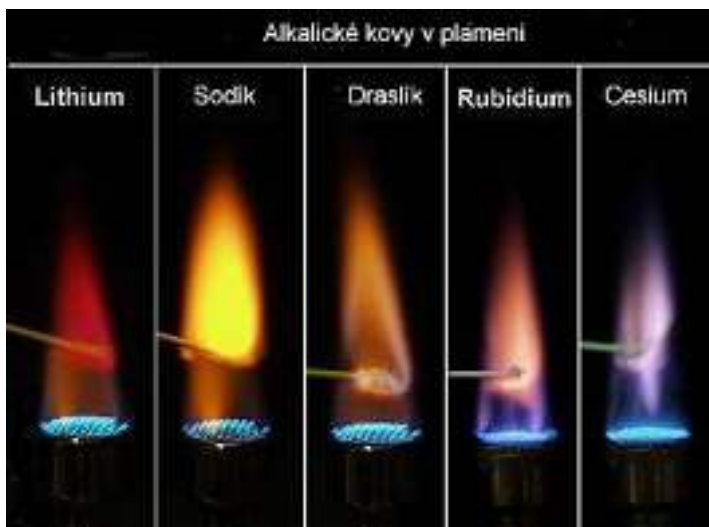 Alkalické kovy v plameni
Lithium
Sodík
Draslík
Rubidium
Cesium